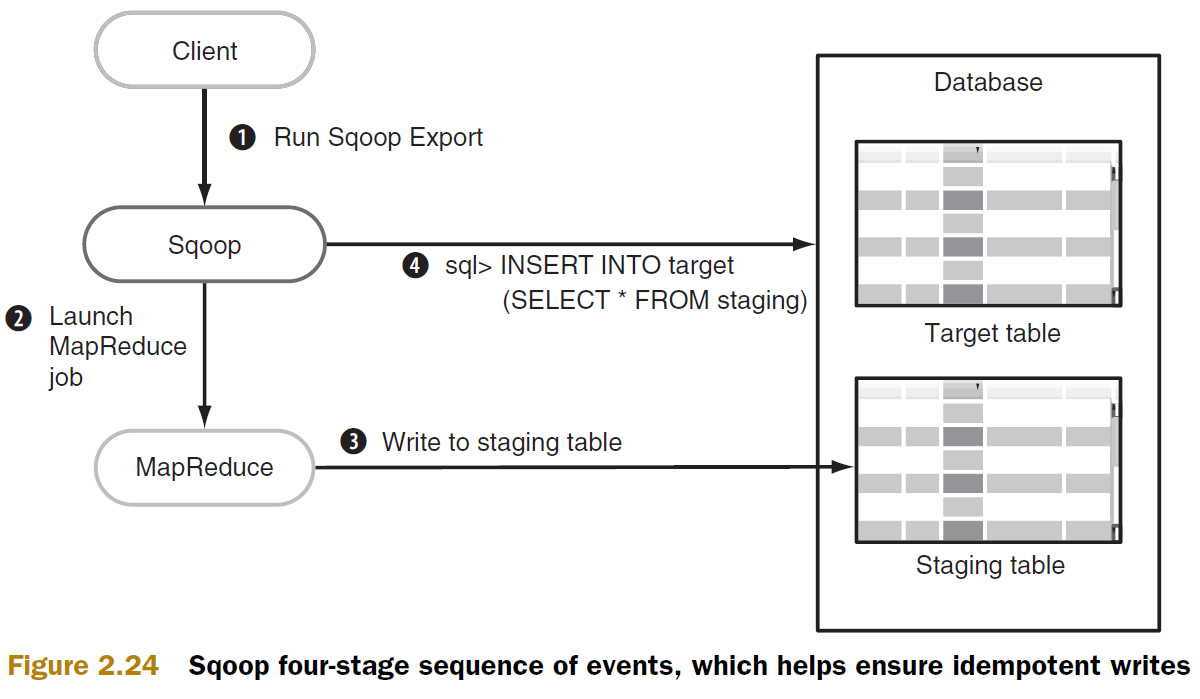 Client
Database
❶ Run Sqoop Export
Sqoop
❹ sql> INSERT INTO target
(SELECT * FROM staging)
❷ Launch
MapReduce
job
Target table
❸ Write to staging table
MapReduce
Staging table
Figure 2.24 Sqoop four-stage sequence of events, which helps ensure idempotent writes